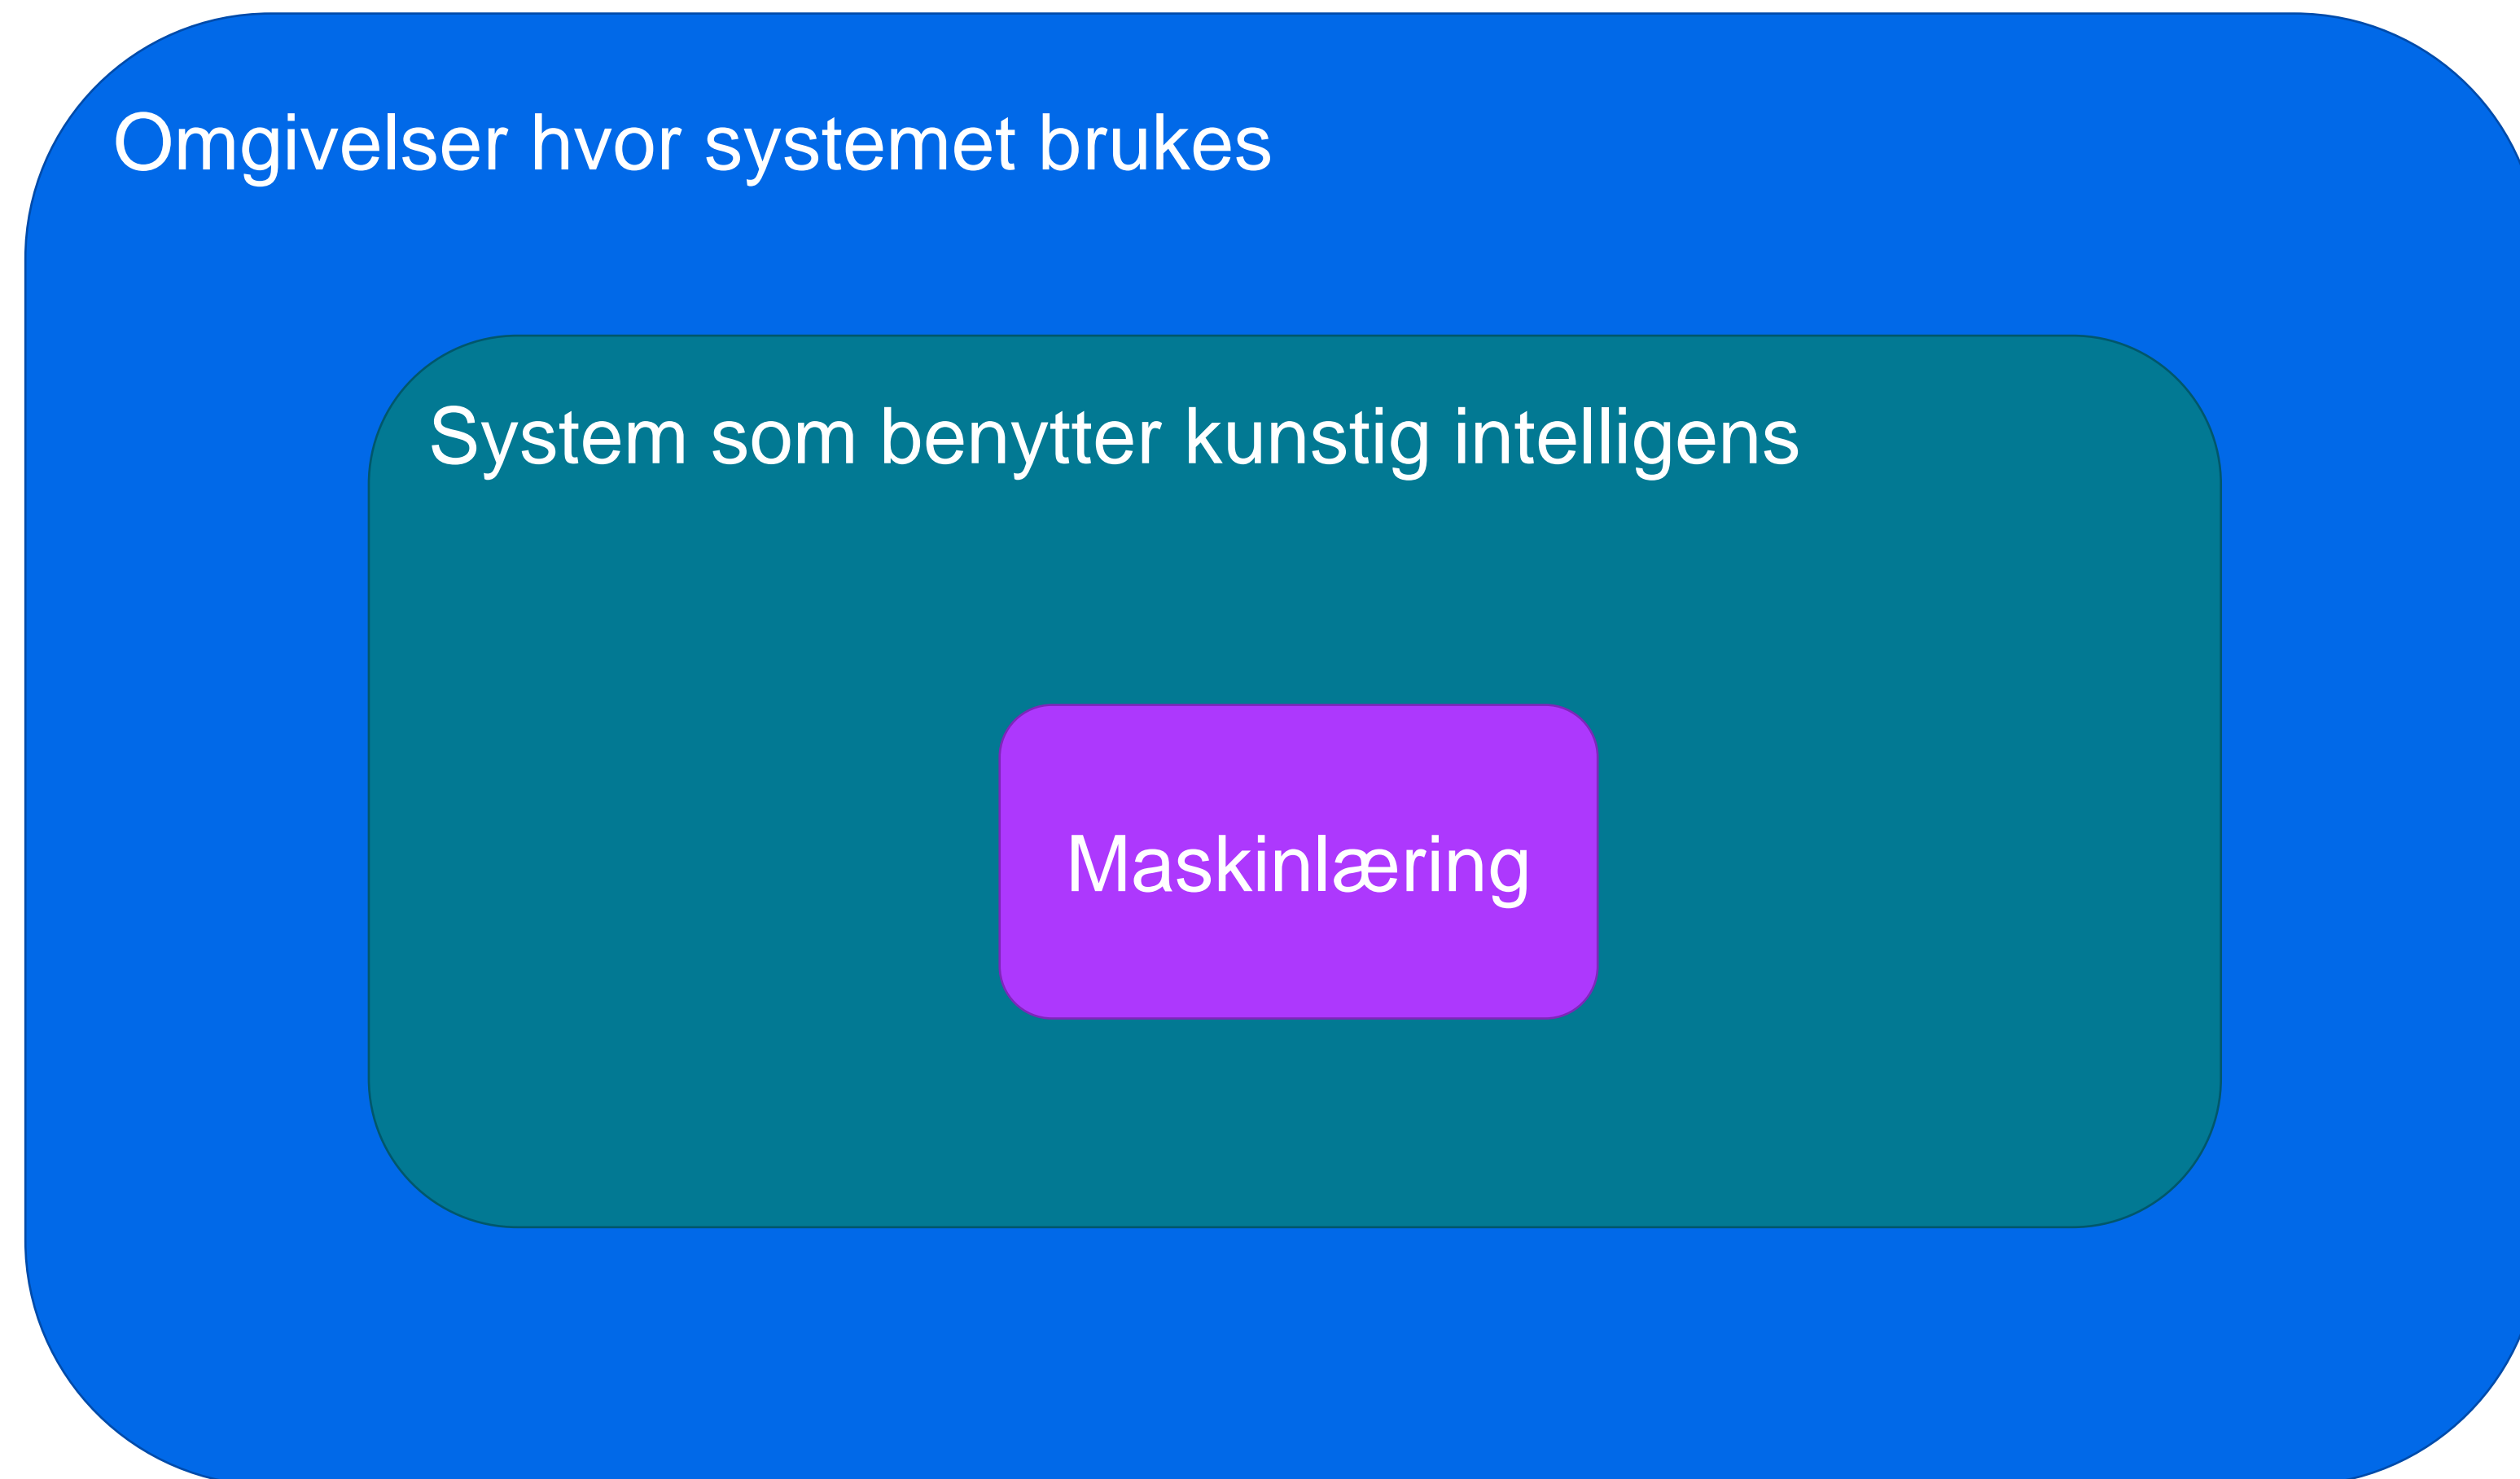 Omgivelser hvor systemet brukes
System som benytter kunstig intelligens
Maskinlæring